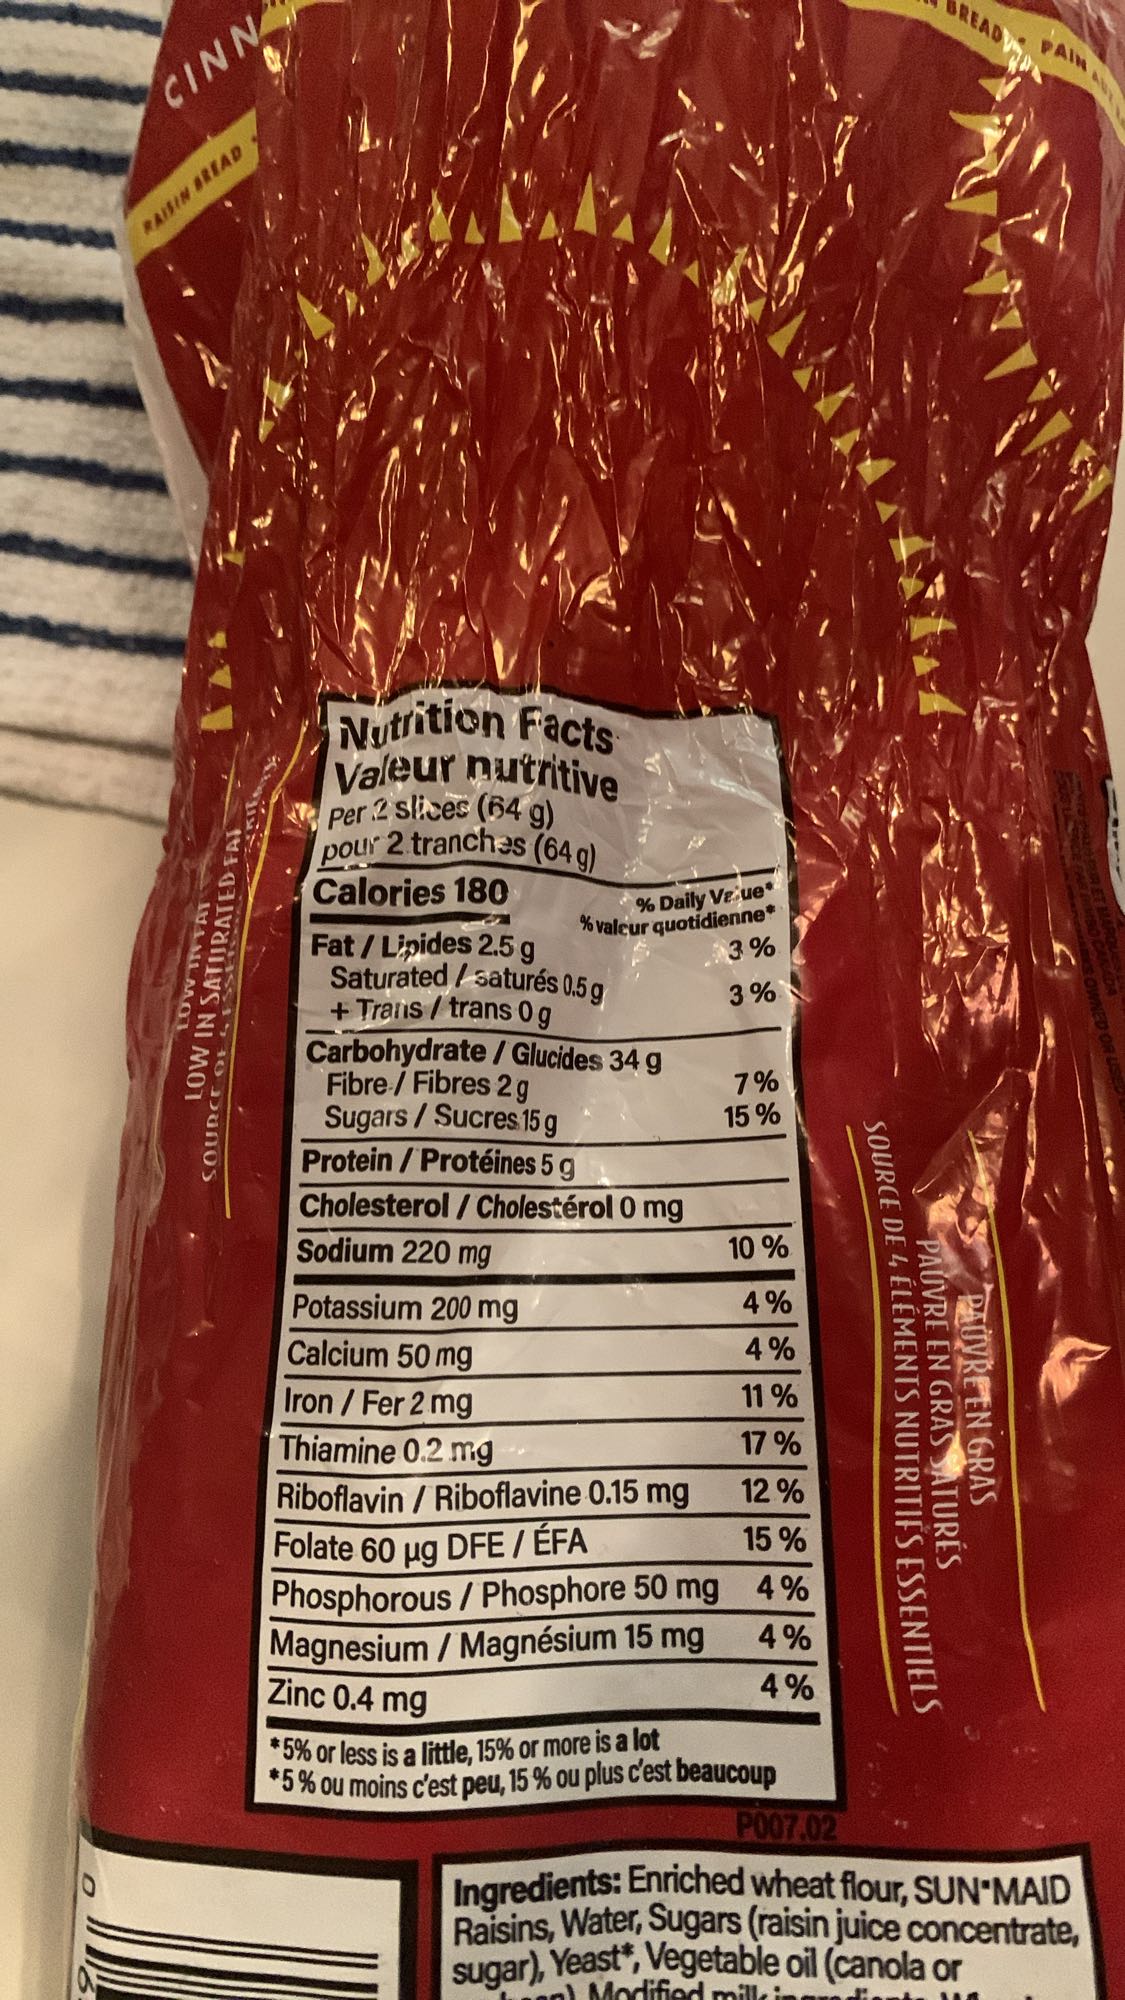 CINN
RAISIN BREAD
BREAD • PAIN AUX
Nutrition Facts
Valeur nutritive
Per 2 slices (64 g)
pour 2 tranches (64 g)
Calories 180
% Daily Value*
% valeur quotidienne*
Fat / Lipides 2.5 g 3 %
Saturated / saturés 0.5 g
+ Trans / trans 0 g 3 %
Carbohydrate / Glucides 34 g
Fibre / Fibres 2 g 7 %
Sugars / Sucres 15 g 15 %
Protein / Protéines 5 g
Cholesterol / Cholestérol 0 mg
Sodium 220 mg 10 %
Potassium 200 mg 4 %
Calcium 50 mg 4 %
Iron / Fer 2 mg 11 %
Thiamine 0.2 mg 17 %
Riboflavin / Riboflavine 0.15 mg 12 %
Folate 60 µg DFE / ÉFA 15 %
Phosphorous / Phosphore 50 mg 4 %
Magnesium / Magnésium 15 mg 4 %
Zinc 0.4 mg 4 %
*5% or less is a little, 15% or more is a lot
*5 % ou moins c'est peu, 15 % ou plus c'est beaucoup
P007.02
LOW IN FAT
LOW IN SATURATED FAT
SOURCE OF 4
PAUVRE EN GRAS
PAUVRE EN GRAS SATURÉS
SOURCE DE 4 ÉLÉMENTS NUTRITIFS ESSENTIELS
Ingredients: Enriched wheat flour, SUN•MAID
Raisins, Water, Sugars (raisin juice concentrate,
sugar), Yeast*, Vegetable oil (canola or
Modified milk
0
6